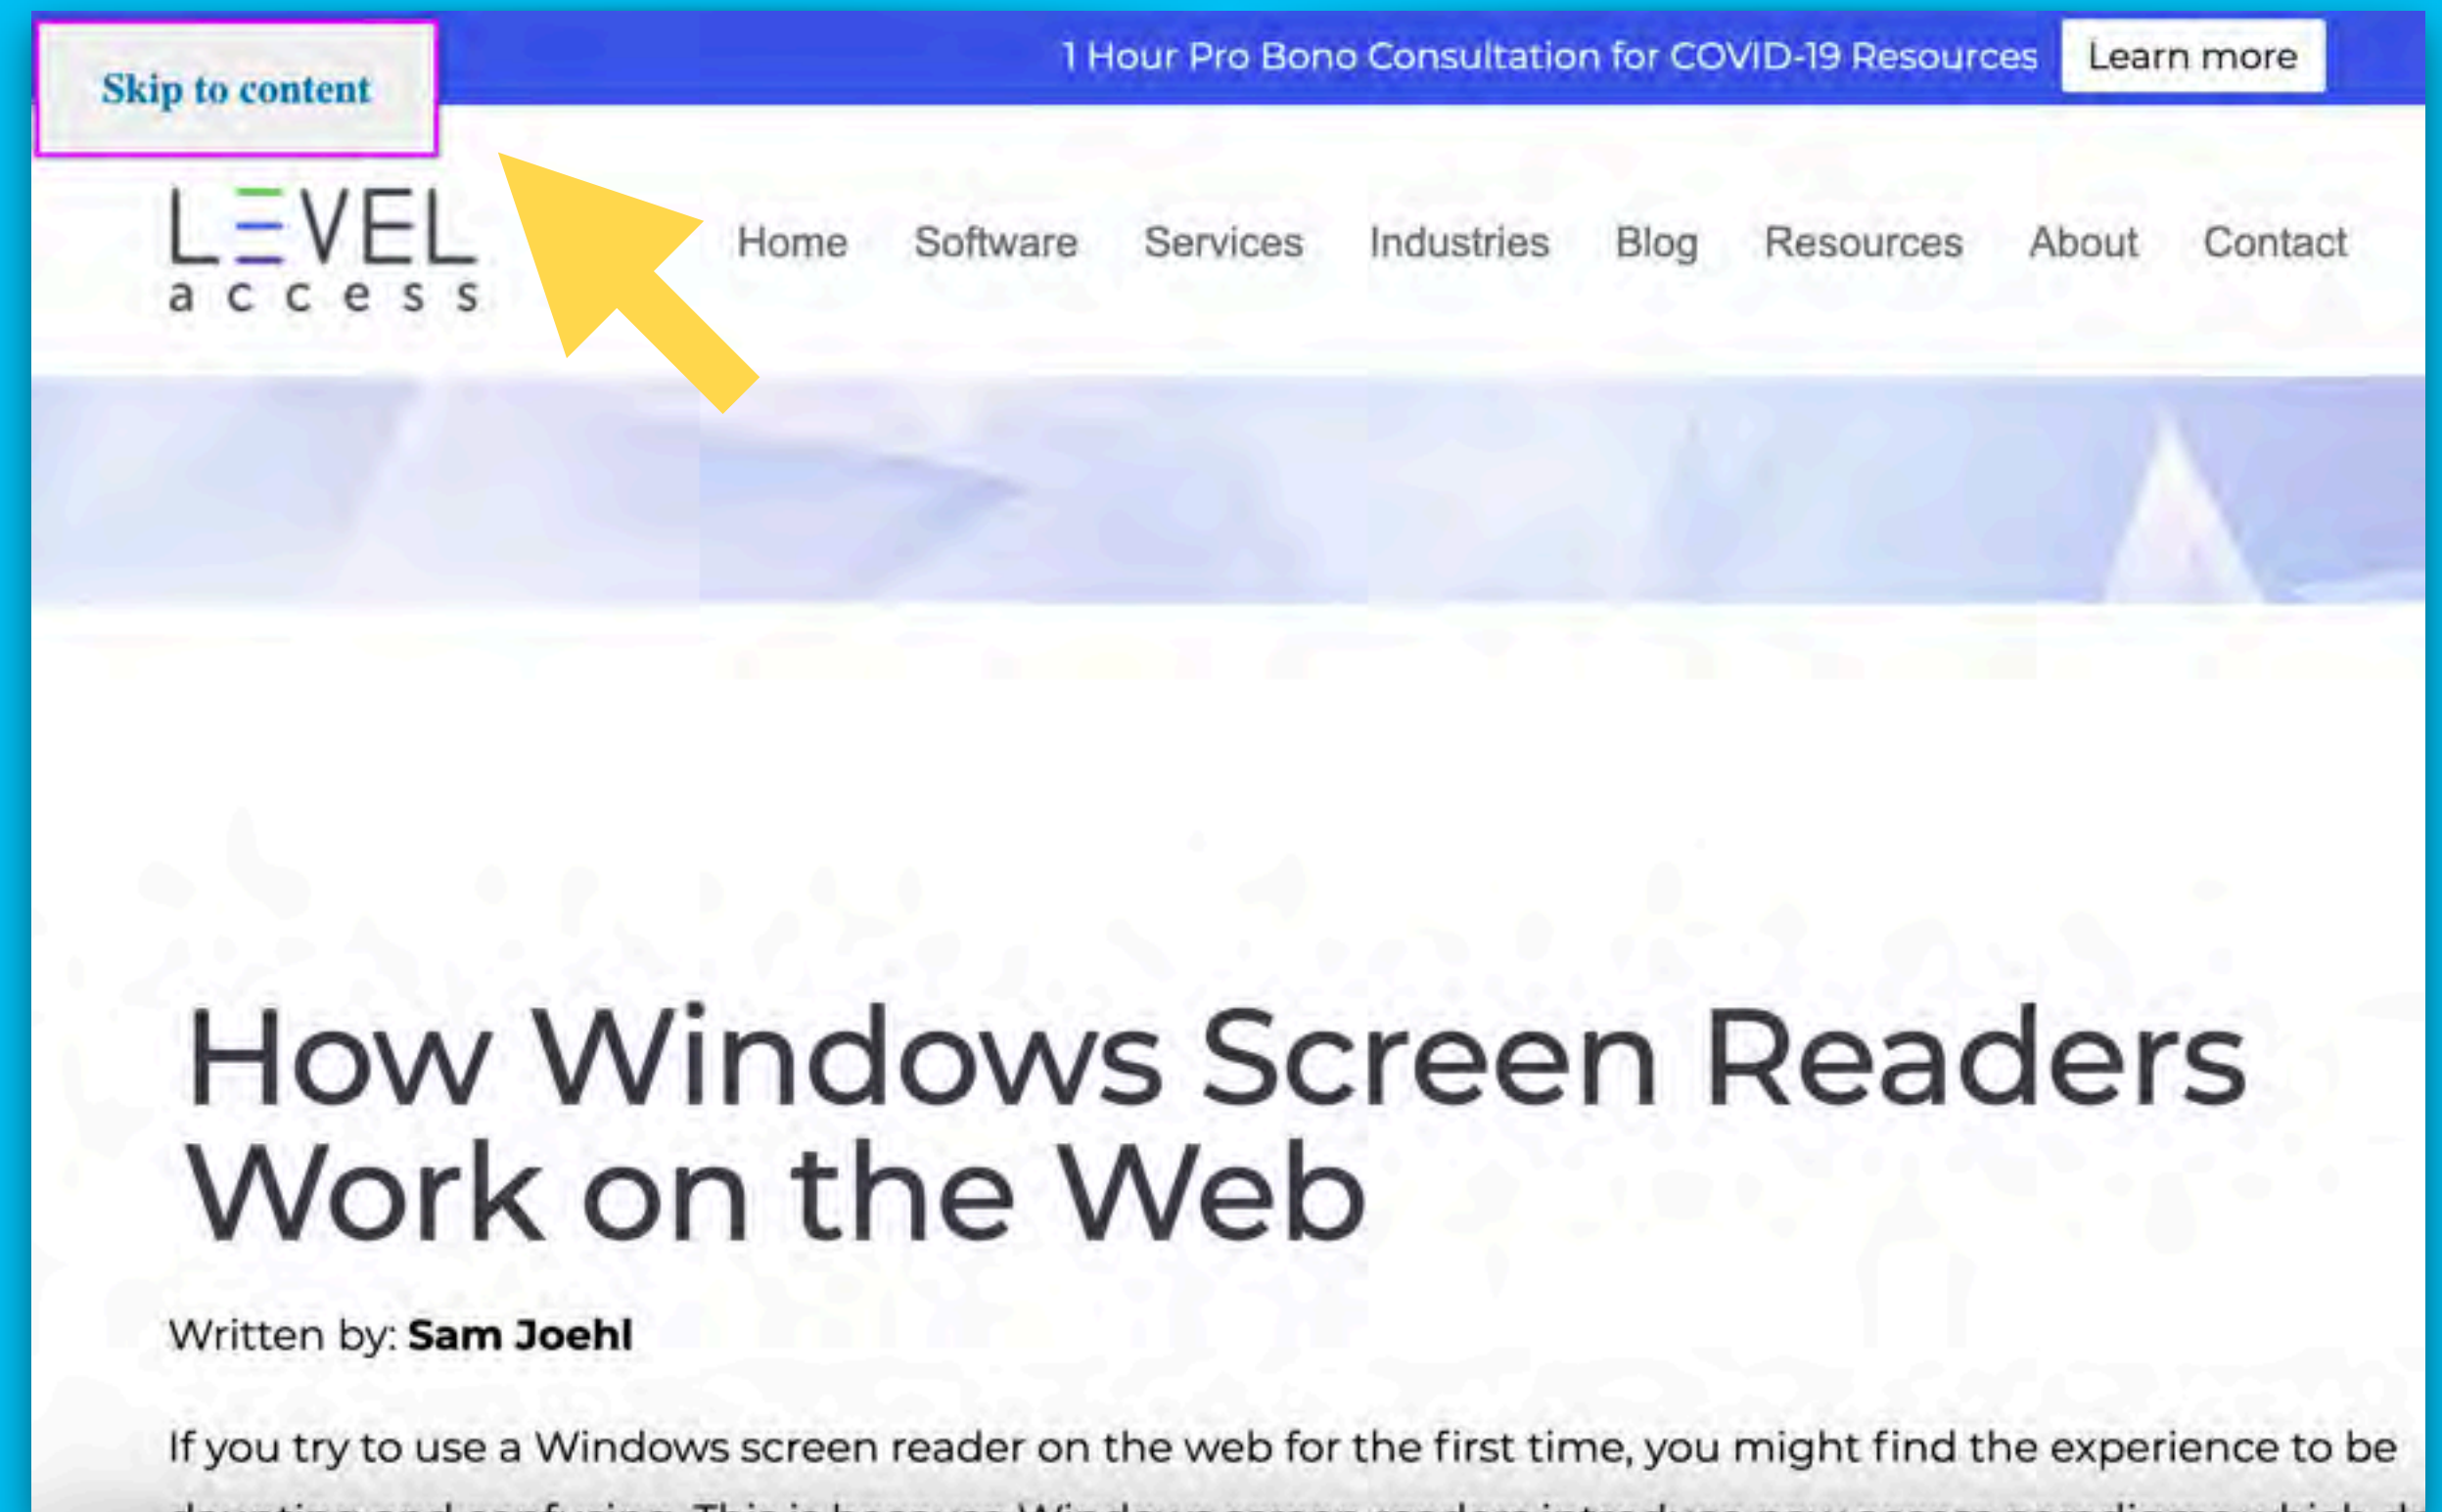 1 Hour Pro Bono Consultation for COVID-19 Resources Learn more
Skip to content
LEVEL
access
Home Software Services Industries Blog Resources About Contact
How Windows Screen Readers
Work on the Web
Written by: Sam Joehl
If you try to use a Windows screen reader on the web for the first time, you might find the experience to be